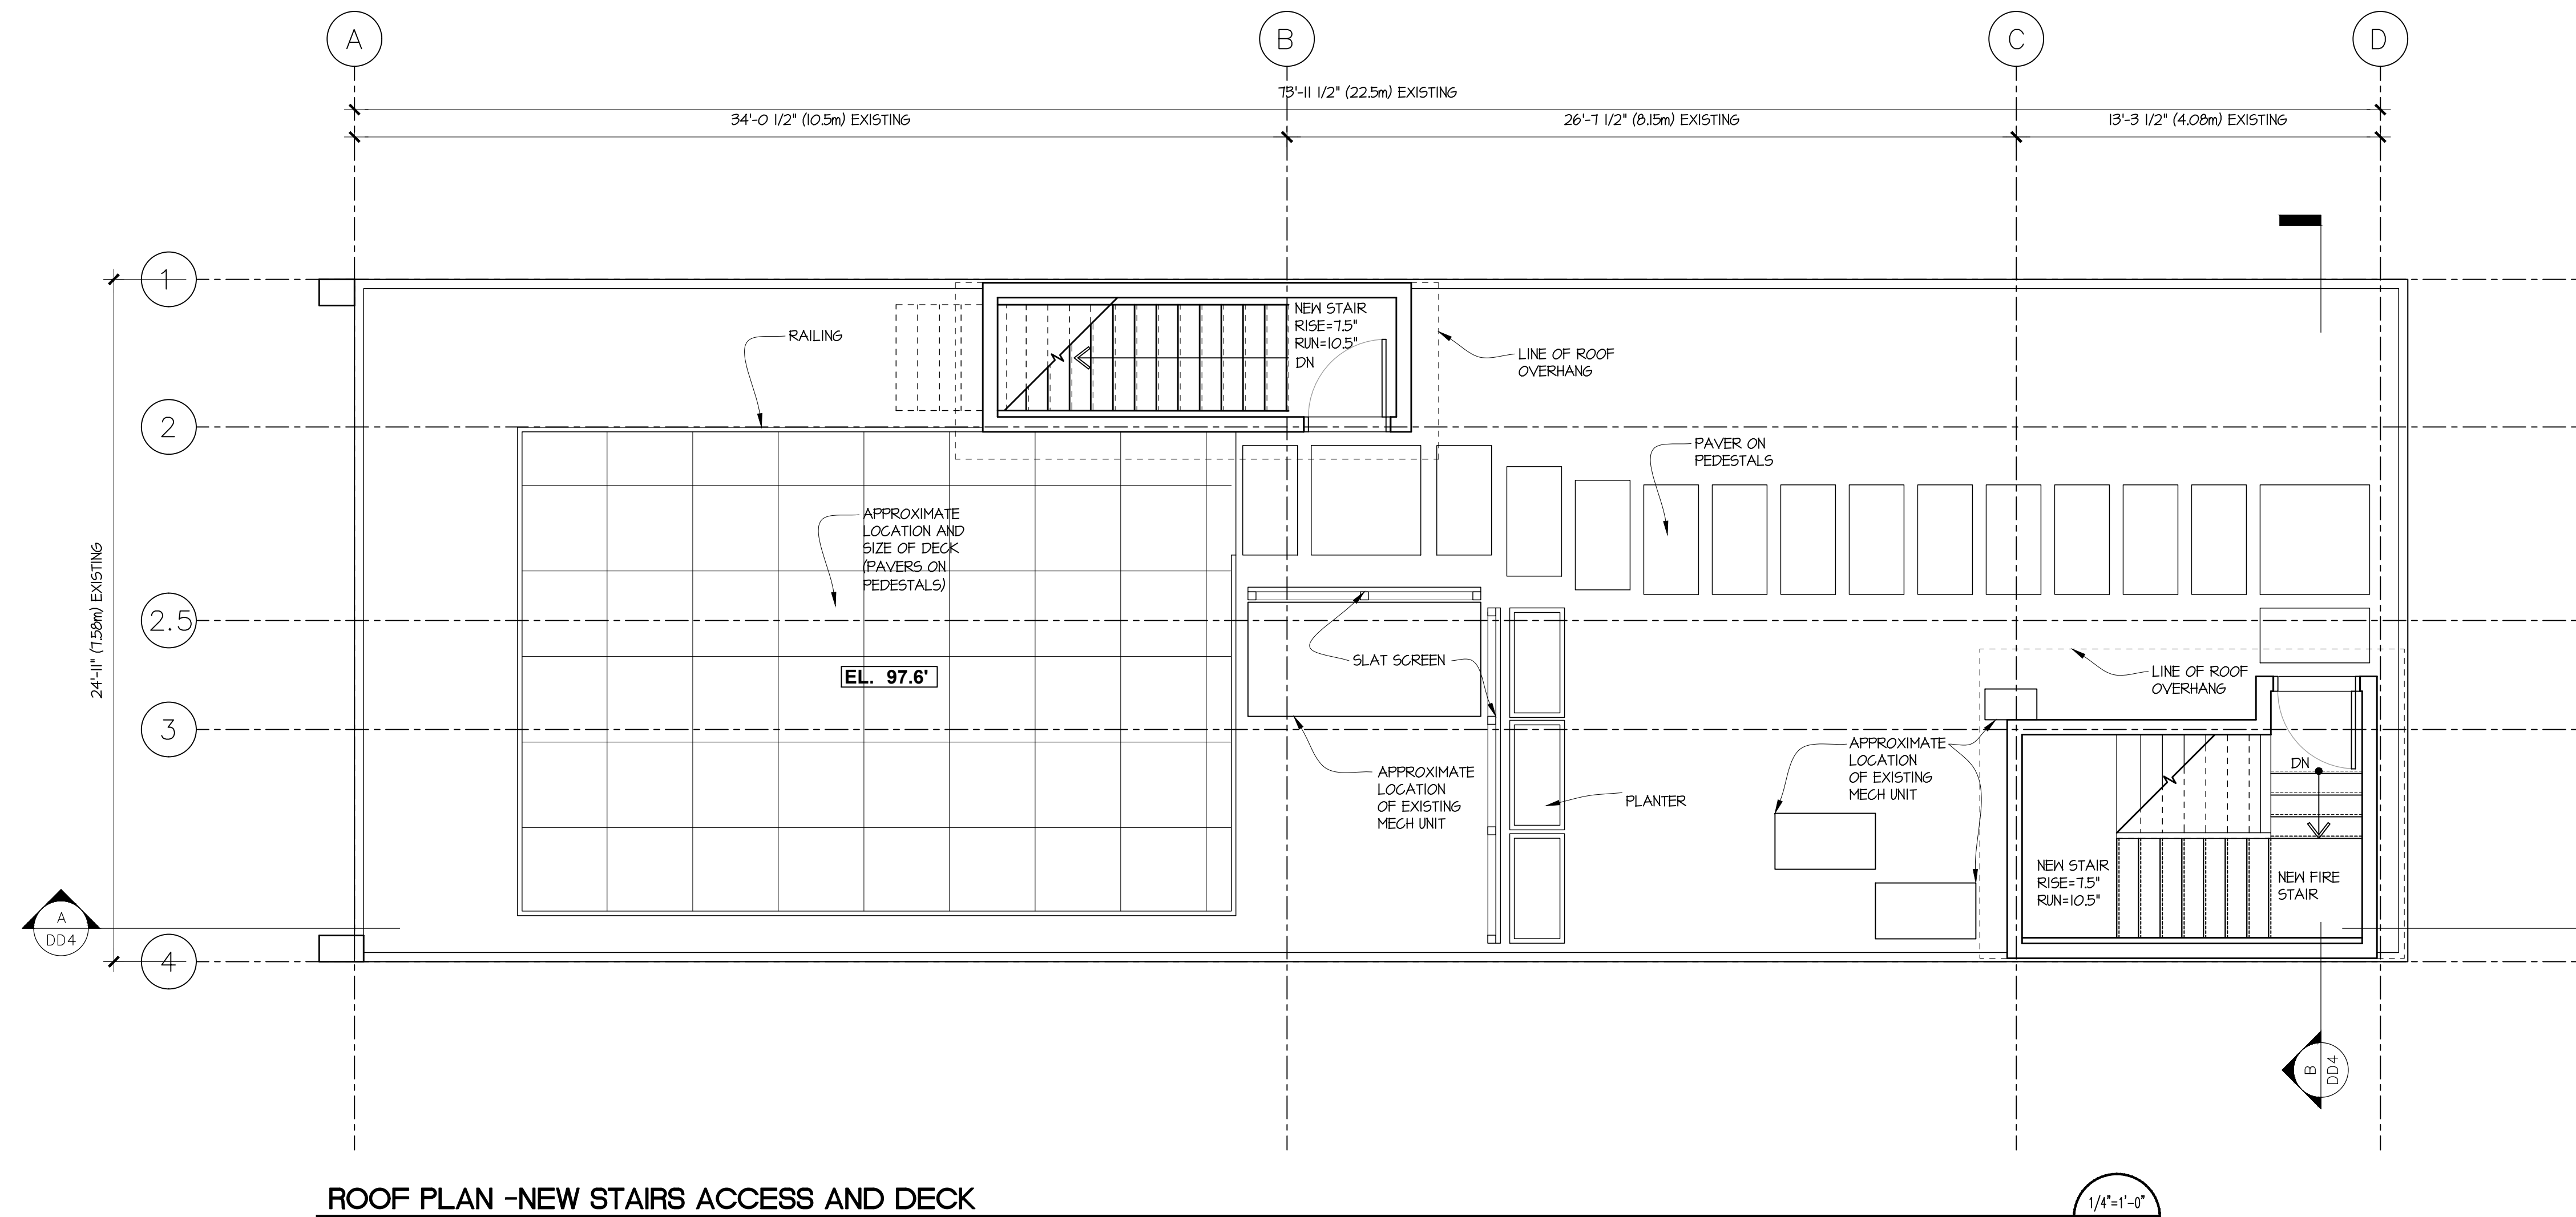 A
B
C
D
73'-11 1/2" (22.5m) EXISTING
34'-0 1/2" (10.5m) EXISTING
26'-7 1/2" (8.15m) EXISTING
13'-3 1/2" (4.08m) EXISTING
1
2
2.5
3
4
24'-11" (7.58m) EXISTING
RAILING
NEW STAIR
RISE=7.5"
RUN=10.5"
DN
LINE OF ROOF
OVERHANG
PAVER ON
PEDESTALS
APPROXIMATE
LOCATION AND
SIZE OF DECK
(PAVERS ON
PEDESTALS)
EL. 97.6'
SLAT SCREEN
LINE OF ROOF
OVERHANG
APPROXIMATE
LOCATION
OF EXISTING
MECH UNIT
PLANTER
APPROXIMATE
LOCATION
OF EXISTING
MECH UNIT
DN
NEW STAIR
RISE=7.5"
RUN=10.5"
NEW FIRE
STAIR
A
DD4
B
DD4
ROOF PLAN -NEW STAIRS ACCESS AND DECK
1/4"=1'-0"